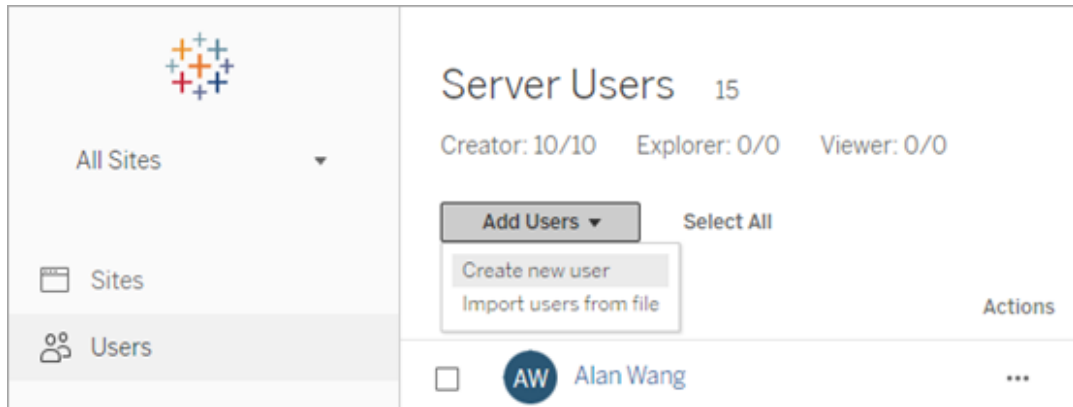 All Sites
Sites
Users
Server Users 15
Creator: 10/10 Explorer: 0/0 Viewer: 0/0
Add Users Select All
Create new user
Import users from file
Actions
AW Alan Wang